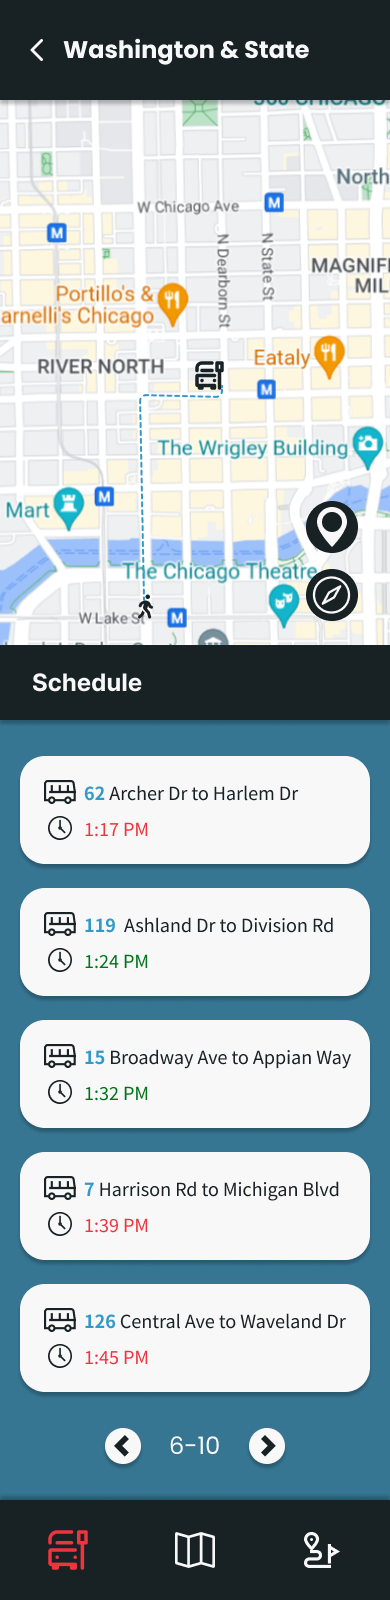 Washington & State
W Chicago Ave
North
N Dearborn St
N State St
Portillo's &
arnelli's Chicago
MAGNIFI
MIL
RIVER NORTH
Eataly
The Wrigley Building
Mart
The Chicago Theatre
W Lake St
M
M
M
M
M
Schedule
62 Archer Dr to Harlem Dr
1:17 PM
119 Ashland Dr to Division Rd
1:24 PM
15 Broadway Ave to Appian Way
1:32 PM
7 Harrison Rd to Michigan Blvd
1:39 PM
126 Central Ave to Waveland Dr
1:45 PM
6-10